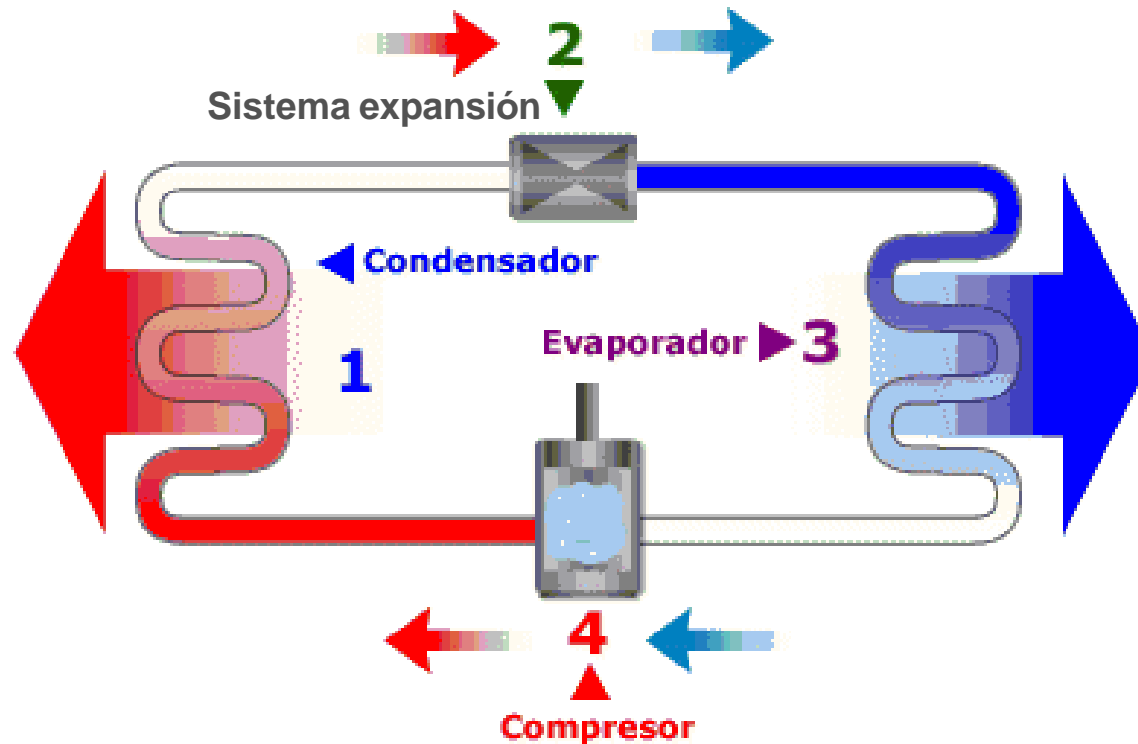 2
Sistema expansión
Condensador
Evaporador 3
1
4
Compresor